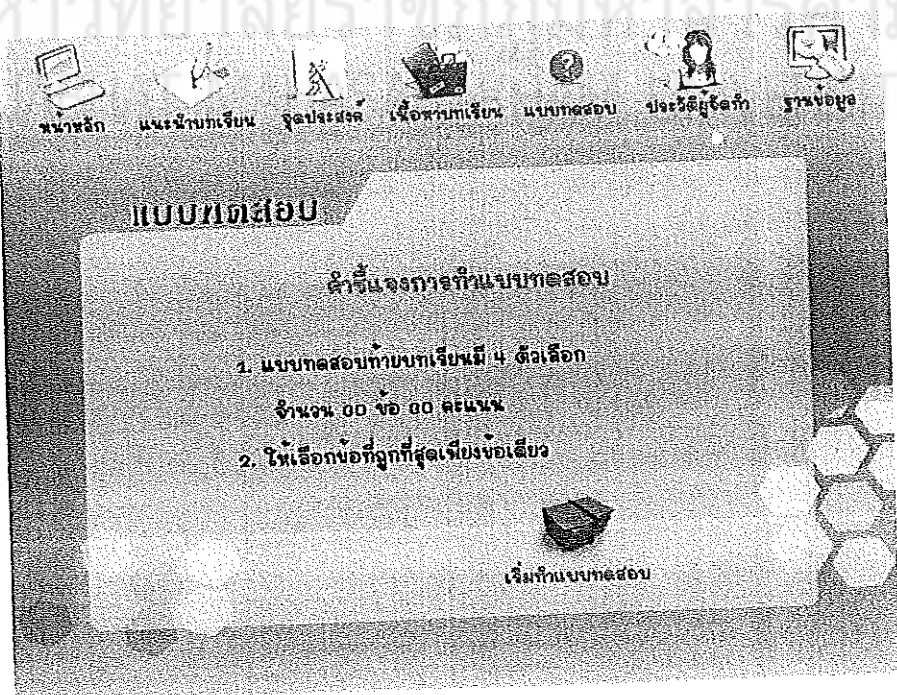 หน้าหลัก แนะนำบทเรียน จุดประสงค์ เนื้อหาบทเรียน แบบทดสอบ ประวัติผู้จัดทำ ฐานข้อมูล
แบบทดสอบ
คำชี้แจงการทำแบบทดสอบ
1. แบบทดสอบท้ายบทเรียนมี 4 ตัวเลือก
จำนวน ๑๐ ข้อ ๑๐ คะแนน
2. ให้เลือกข้อที่ถูกที่สุดเพียงข้อเดียว
เริ่มทำแบบทดสอบ